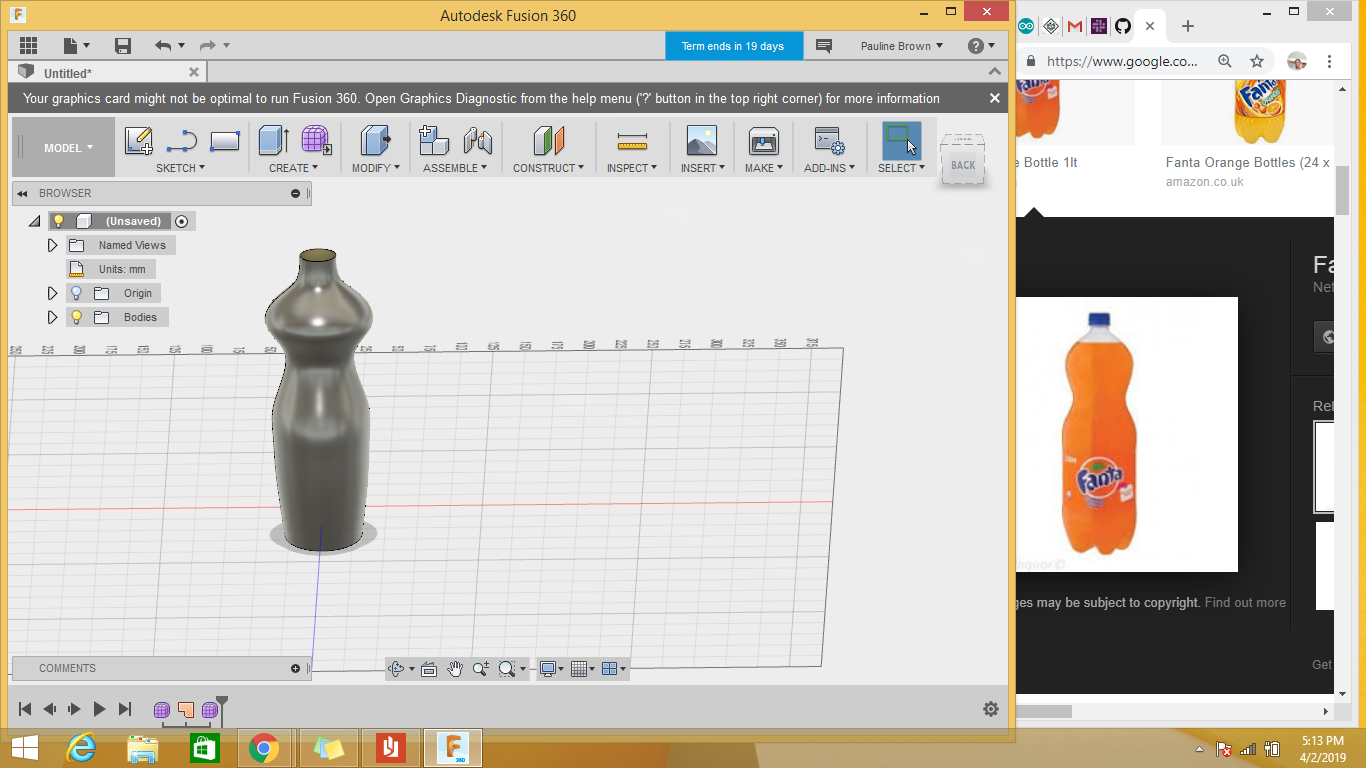 Autodesk Fusion 360
Term ends in 19 days
Pauline Brown
Untitled*
https://www.google.co...
Your graphics card might not be optimal to run Fusion 360. Open Graphics Diagnostic from the help menu ('?' button in the top right corner) for more information
MODEL
SKETCH
CREATE
MODIFY
ASSEMBLE
CONSTRUCT
INSPECT
INSERT
MAKE
ADD-INS
SELECT
BACK
BROWSER
(Unsaved)
Named Views
Units: mm
Origin
Bodies
COMMENTS
Fanta
e Bottle 1lt
Fanta Orange Bottles (24 x
amazon.co.uk
Fa
Net
Rel
Fanta
ges may be subject to copyright. Find out more
Get
360
5:13 PM
4/2/2019